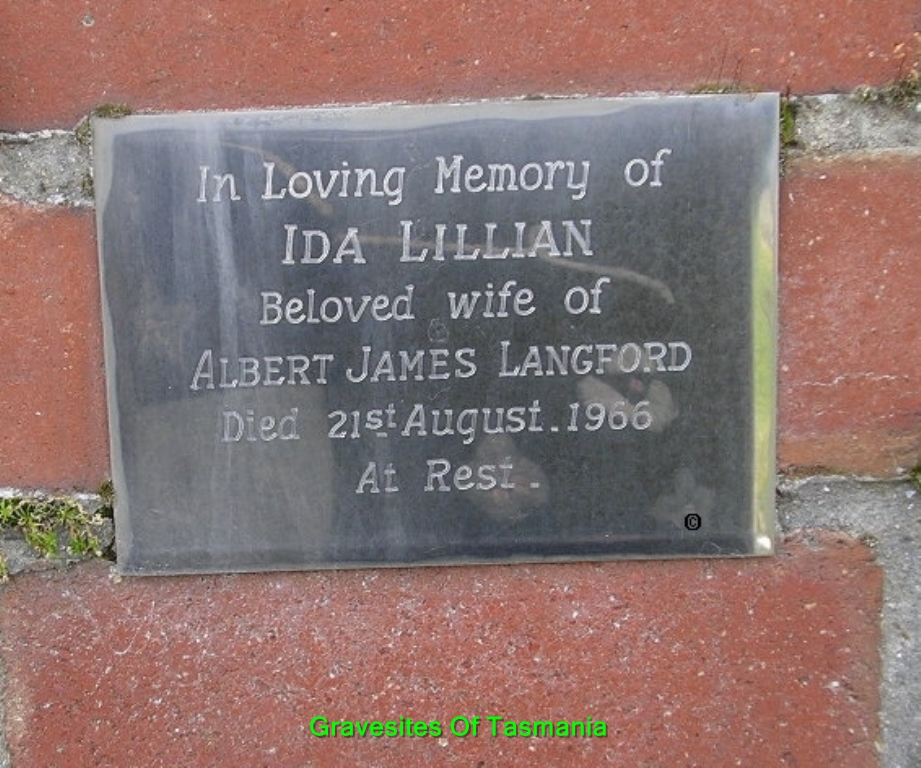 In Loving Memory of
IDA LILLIAN
Beloved wife of
ALBERT JAMES LANGFORD
Died 21st August.1966
At Rest.
©
Gravesites Of Tasmania